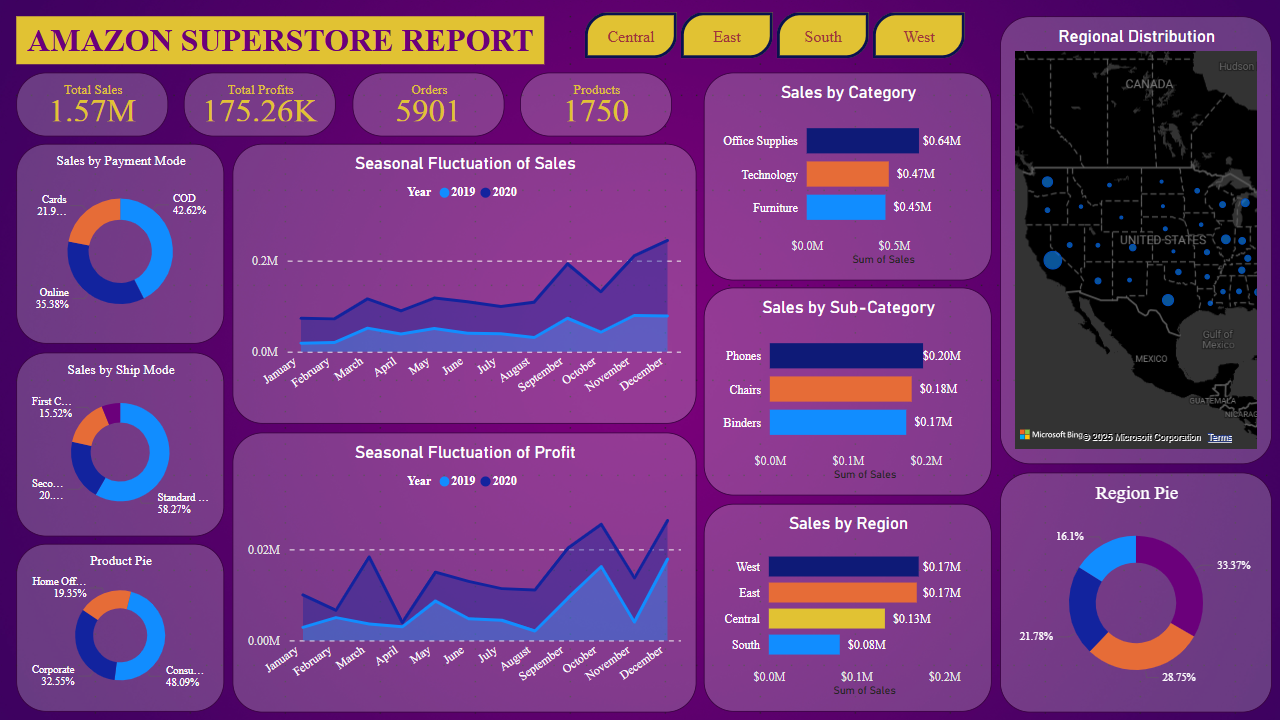 AMAZON SUPERSTORE REPORT
Central
East
South
West
Total Sales
1.57M
Total Profits
175.26K
Orders
5901
Products
1750
Sales by Payment Mode
Cards
21.9…
COD
42.62%
Online
35.38%
Sales by Ship Mode
First C…
15.52%
Seco…
20.…
Standard …
58.27%
Product Pie
Home Off…
19.35%
Corporate
32.55%
Consu…
48.09%
Seasonal Fluctuation of Sales
Year 2019 2020
0.2M
0.0M
January
February
March
April
May
June
July
August
September
October
November
December
Seasonal Fluctuation of Profit
Year 2019 2020
0.02M
0.00M
January
February
March
April
May
June
July
August
September
October
November
December
Sales by Category
Office Supplies $0.64M
Technology $0.47M
Furniture $0.45M
$0.0M $0.5M
Sum of Sales
Sales by Sub-Category
Phones $0.20M
Chairs $0.18M
Binders $0.17M
$0.0M $0.1M $0.2M
Sum of Sales
Sales by Region
West $0.17M
East $0.17M
Central $0.13M
South $0.08M
$0.0M $0.1M $0.2M
Sum of Sales
Regional Distribution
Hudson
CANADA
UNITED STATES
Gulf of
Mexico
MEXICO
GUATEMALA
NICARAG
Microsoft Bing © 2025 Microsoft Corporation Terms
Region Pie
16.1%
33.37%
21.78%
28.75%